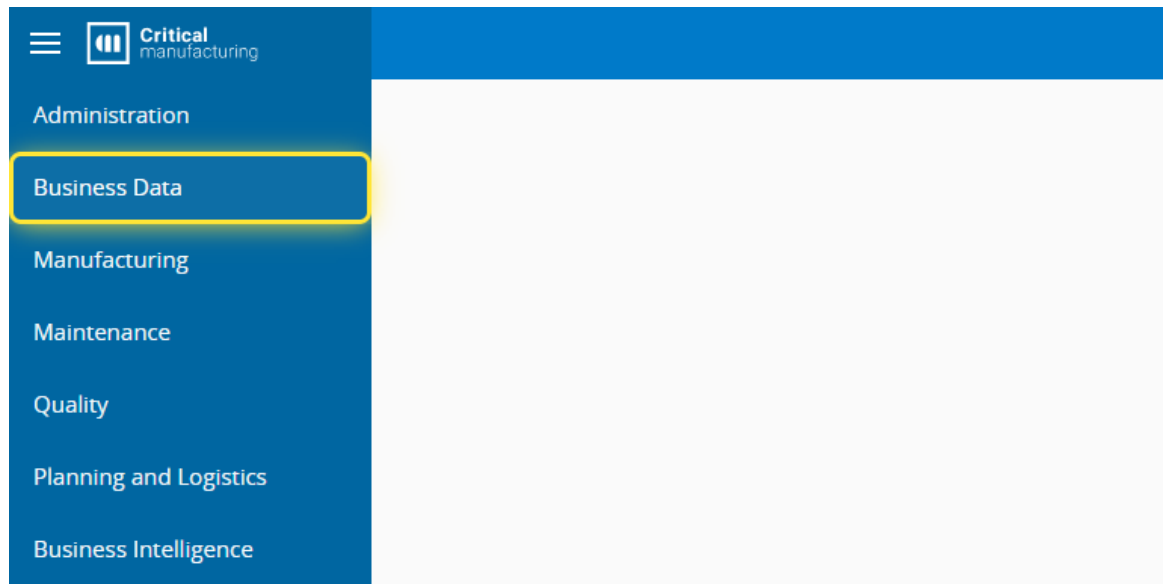 Critical
manufacturing
Administration
Business Data
Manufacturing
Maintenance
Quality
Planning and Logistics
Business Intelligence